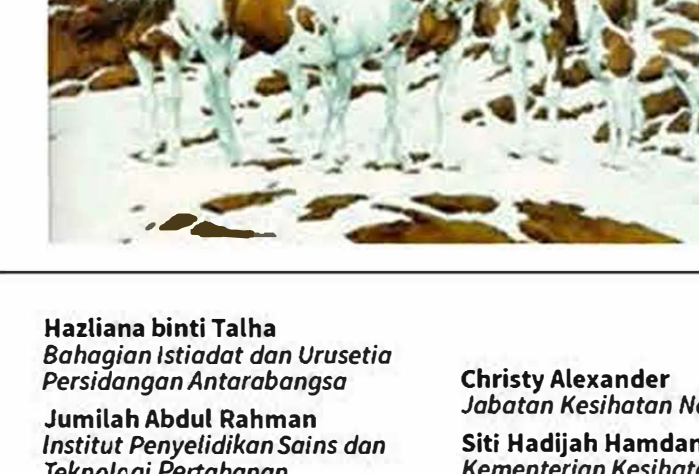 Hazliana binti Talha
Bahagian Istiadat dan Urusetia
Persidangan Antarabangsa
Jumilah Abdul Rahman
Institut Penyelidikan Sains dan
Teknologi Pertahanan
Christy Alexander
Jabatan Kesihatan
Siti Hadijah Hamdan
Kementerian